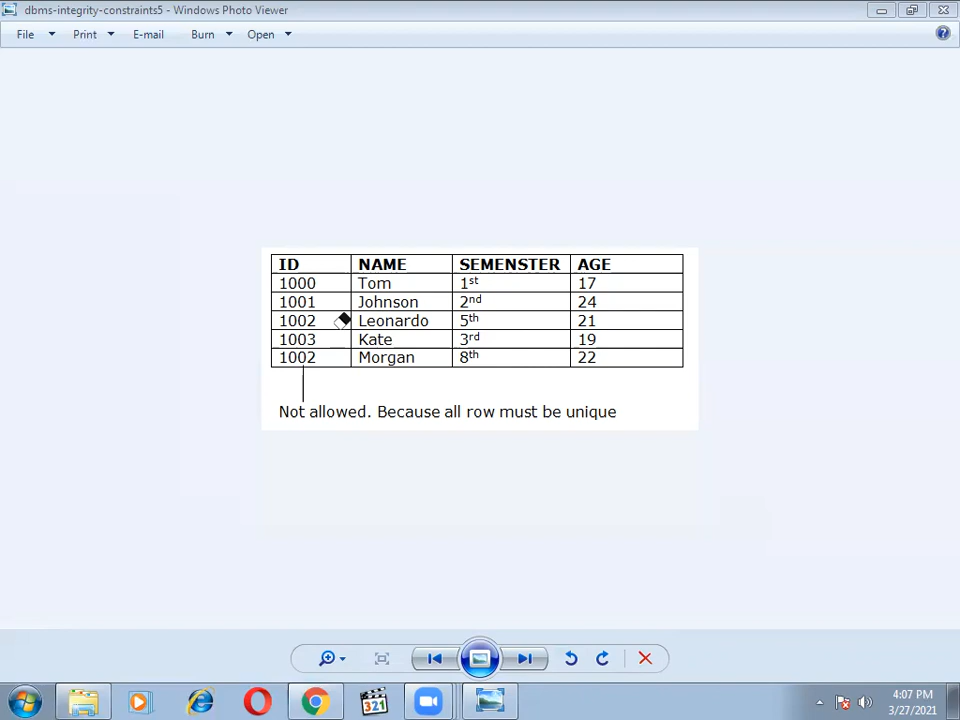 dbms-integrity-constraints5 - Windows Photo Viewer
File Print E-mail Burn Open
ID NAME SEMENSTER AGE
1000 Tom 1st 17
1001 Johnson 2nd 24
1002 Leonardo 5th 21
1003 Kate 3rd 19
1002 Morgan 8th 22
Not allowed. Because all row must be unique
321
4:07 PM
3/27/2021